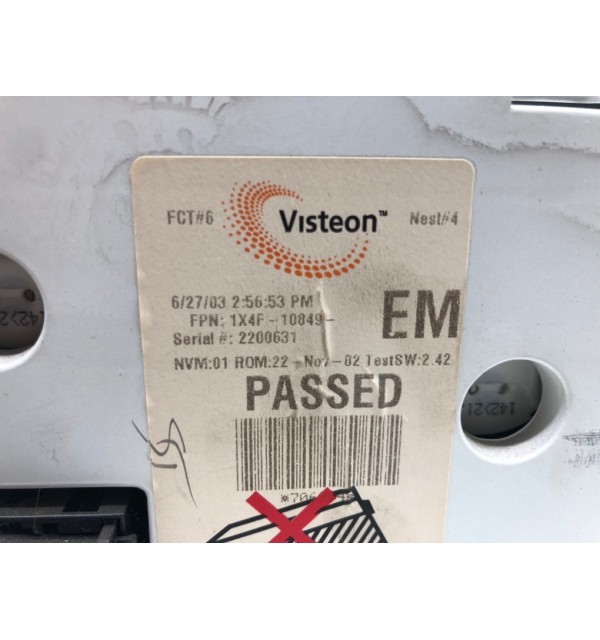 FCT#6
Visteon™
Nest#4
6/27/03 2:56:53 PM
FPN: 1X4F-10849-
EM
Serial #: 2200631
NVM:01 ROM:22-Nov-02 TestSW:2.42
PASSED